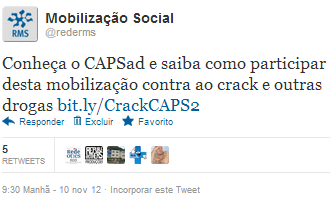 RMS
Mobilização Social
@rederms
Conheça o CAPSad e saiba como participar
desta mobilização contra ao crack e outras
drogas bit.ly/CrackCAPS2
Responder Excluir Favorito
5
RETWEETS
9:30 Manhã - 10 nov 12 · Incorporar este Tweet